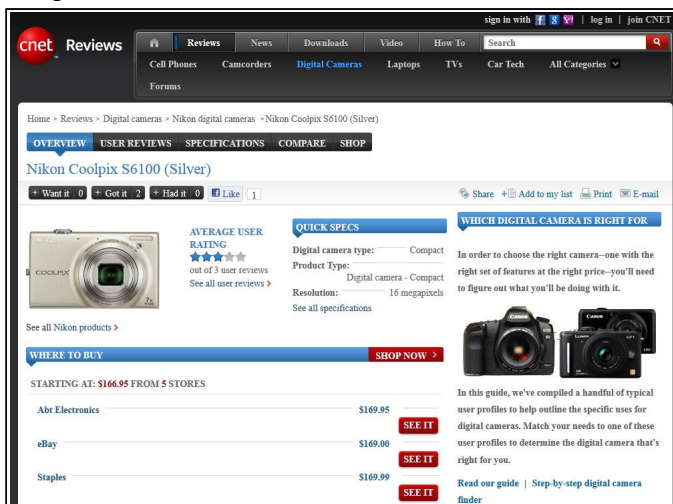 sign in with f 8 Y! | log in | join CNET
cnet Reviews
Reviews News Downloads Video How To Search
Cell Phones Camcorders Digital Cameras Laptops TVs Car Tech All Categories
Forums
Home > Reviews > Digital cameras > Nikon digital cameras > Nikon Coolpix S6100 (Silver)
OVERVIEW USER REVIEWS SPECIFICATIONS COMPARE SHOP
Nikon Coolpix S6100 (Silver)
+ Want it 0 + Got it 2 + Had it 0 f Like 1
Share + Add to my list Print E-mail
Nikon
COOLPIX
7x
See all Nikon products >
AVERAGE USER
RATING
out of 3 user reviews
See all user reviews >
QUICK SPECS
Digital camera type: Compact
Product Type:
Digital camera - Compact
Resolution: 16 megapixels
See all specifications
WHERE TO BUY SHOP NOW >
STARTING AT: $166.95 FROM 5 STORES
Abt Electronics $169.95
SEE IT
eBay $169.00
SEE IT
Staples $169.99
SEE IT
WHICH DIGITAL CAMERA IS RIGHT FOR
In order to choose the right camera--one with the
right set of features at the right price--you'll need
to figure out what you'll be doing with it.
Canon
Canon
LUMIX GF1
In this guide, we've compiled a handful of typical
user profiles to help outline the specific uses for
digital cameras. Match your needs to one of these
user profiles to determine the digital camera that's
right for you.
Read our guide | Step-by-step digital camera
finder